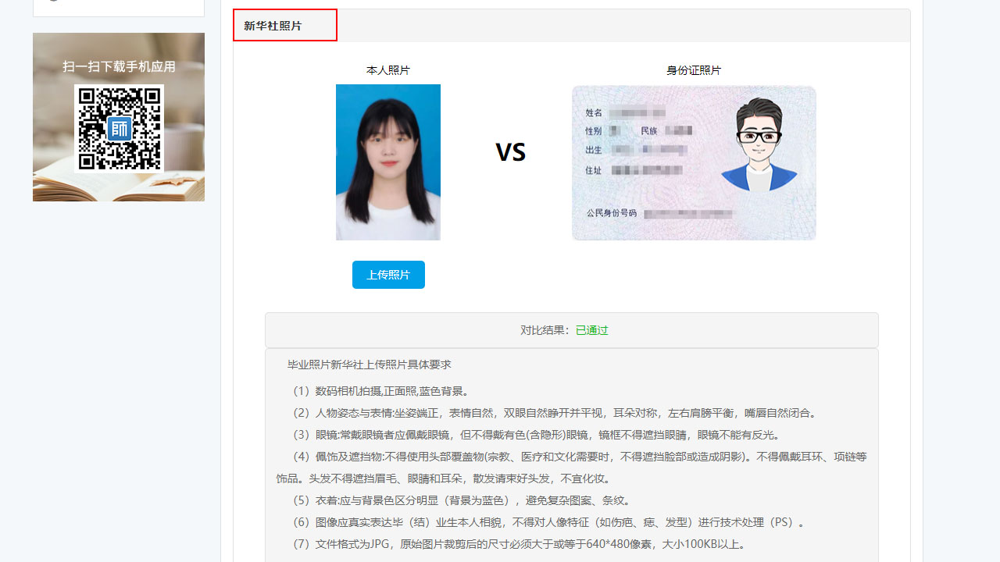 新华社照片
扫一扫下载手机应用
師
本人照片
身份证照片
VS
姓名
性别 民族
出生
住址
公民身份号码
上传照片
对比结果：已通过
毕业照片新华社上传照片具体要求
（1）数码相机拍摄,正面照,蓝色背景。
（2）人物姿态与表情:坐姿端正，表情自然，双眼自然睁开并平视，耳朵对称，左右肩膀平衡，嘴唇自然闭合。
（3）眼镜:常戴眼镜者应佩戴眼镜，但不得戴有色(含隐形)眼镜，镜框不得遮挡眼睛，眼镜不能有反光。
（4）佩饰及遮挡物:不得使用头部覆盖物(宗教、医疗和文化需要时，不得遮挡脸部或造成阴影)。不得佩戴耳环、项链等
饰品。头发不得遮挡眉毛、眼睛和耳朵，散发请束好头发，不宜化妆。
（5）衣着:应与背景色区分明显（背景为蓝色），避免复杂图案、条纹。
（6）图像应真实表达毕（结）业生本人相貌，不得对人像特征（如伤疤、痣、发型）进行技术处理（PS）。
（7）文件格式为JPG，原始图片裁剪后的尺寸必须大于或等于640*480像素，大小100KB以上。